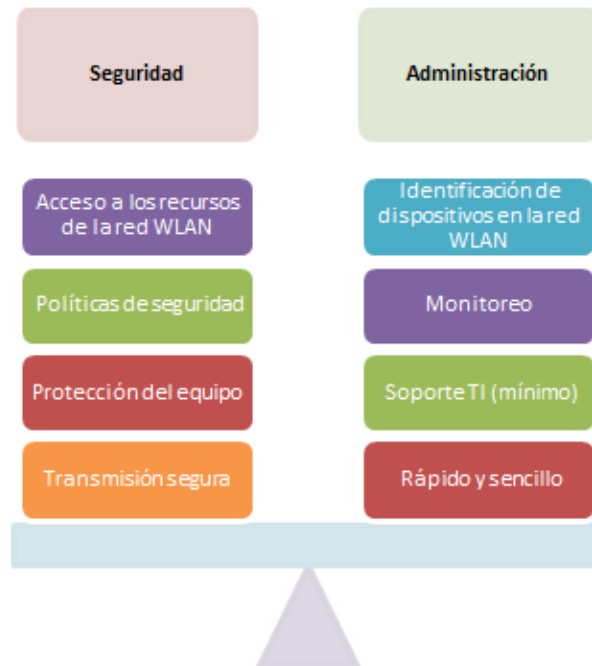 Seguridad
Administración
Acceso a los recursos
de la red WLAN
Identificación de
dispositivos en la red
WLAN
Políticas de seguridad
Monitoreo
Protección del equipo
Soporte TI (mínimo)
Transmisión segura
Rápido y sencillo